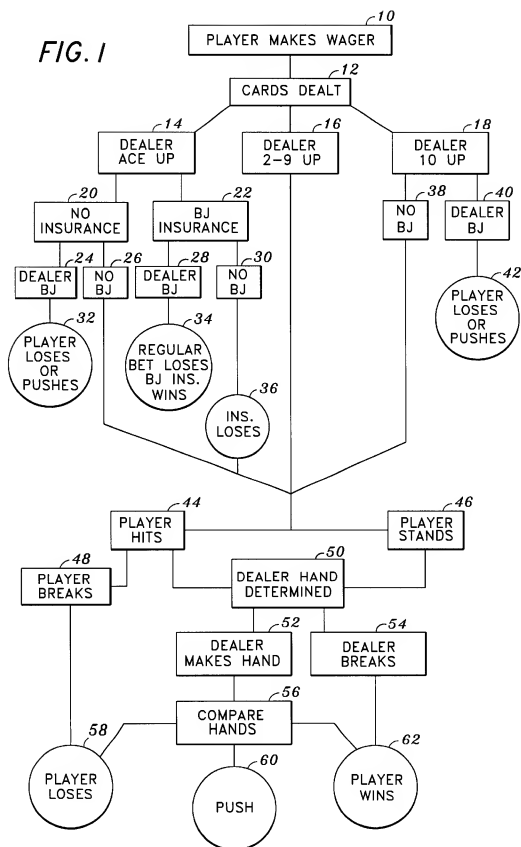 FIG. 1
10
PLAYER MAKES WAGER
12
CARDS DEALT
14
DEALER
ACE UP
16
DEALER
2-9 UP
18
DEALER
10 UP
20
NO
INSURANCE
22
BJ
INSURANCE
38
NO
BJ
40
DEALER
BJ
24
DEALER
BJ
26
NO
BJ
28
DEALER
BJ
30
NO
BJ
32
PLAYER
LOSES
OR
PUSHES
34
REGULAR
BET LOSES
BJ INS.
WINS
36
INS.
LOSES
42
PLAYER
LOSES OR
PUSHES
44
PLAYER
HITS
46
PLAYER
STANDS
48
PLAYER
BREAKS
50
DEALER HAND
DETERMINED
52
DEALER
MAKES HAND
54
DEALER
BREAKS
56
COMPARE
HANDS
58
PLAYER
LOSES
60
PUSH
62
PLAYER
WINS